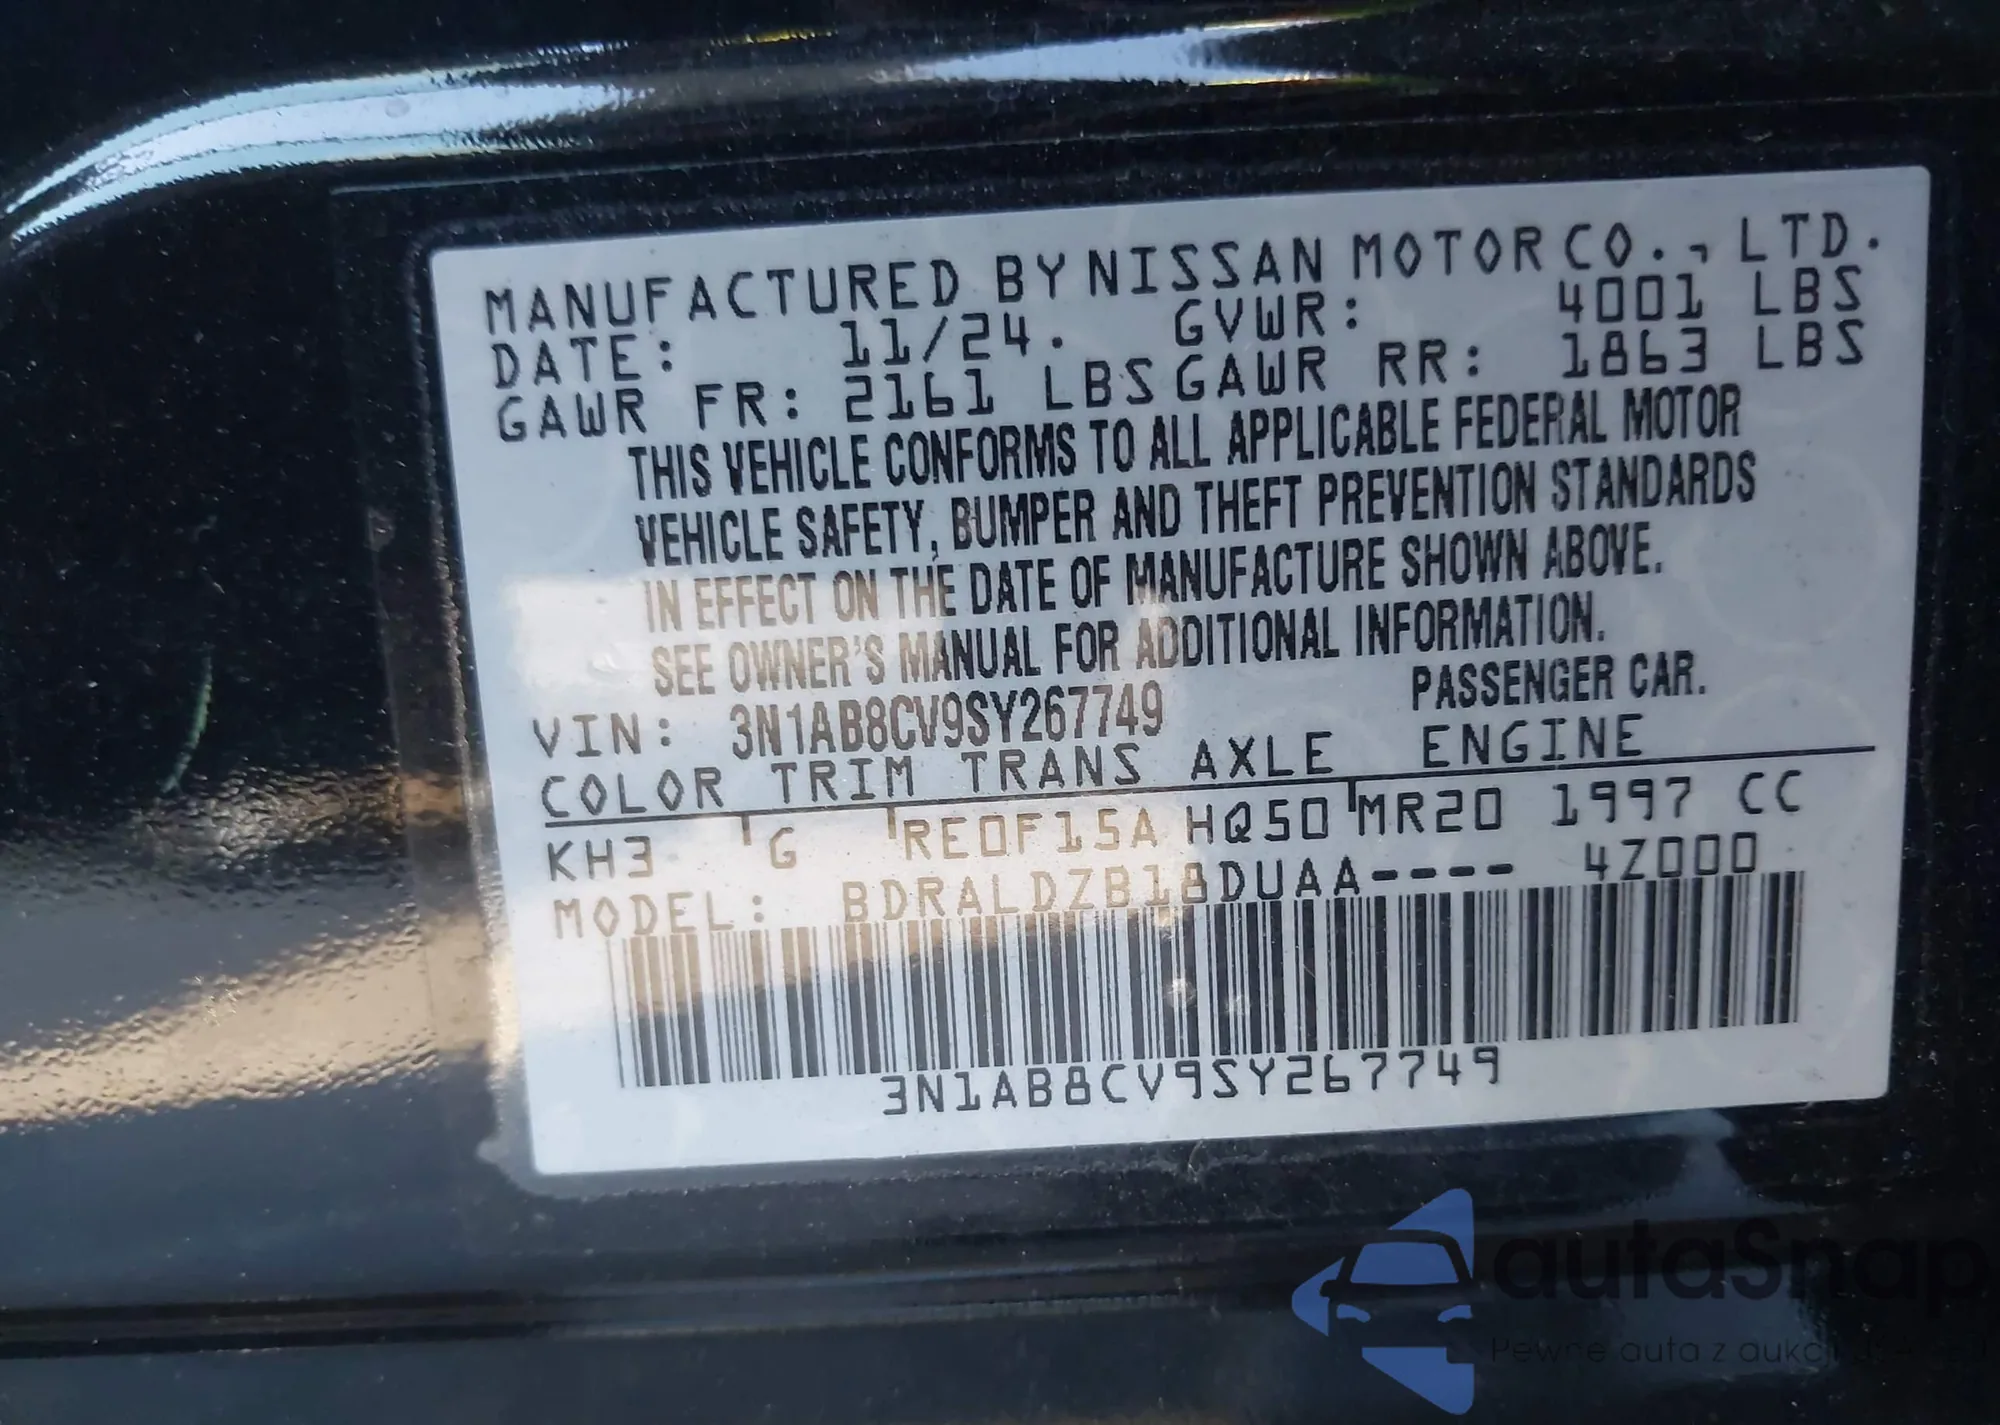 MANUFACTURED BY NISSAN MOTOR CO., LTD.
DATE: 11/24. GVWR: 4001 LBS
GAWR FR: 2161 LBS GAWR RR: 1863 LBS
THIS VEHICLE CONFORMS TO ALL APPLICABLE FEDERAL MOTOR
VEHICLE SAFETY, BUMPER AND THEFT PREVENTION STANDARDS
IN EFFECT ON THE DATE OF MANUFACTURE SHOWN ABOVE.
SEE OWNER'S MANUAL FOR ADDITIONAL INFORMATION.
VIN: 3N1AB8CV9SY267749 PASSENGER CAR.
COLOR TRIM TRANS AXLE ENGINE
KH3 G RE0F15A HQ50 MR20 1997 CC
MODEL: BDRALDZB18DUAA---- 4Z000
3N1AB8CV9SY267749
autaSnap
Pewne auta z